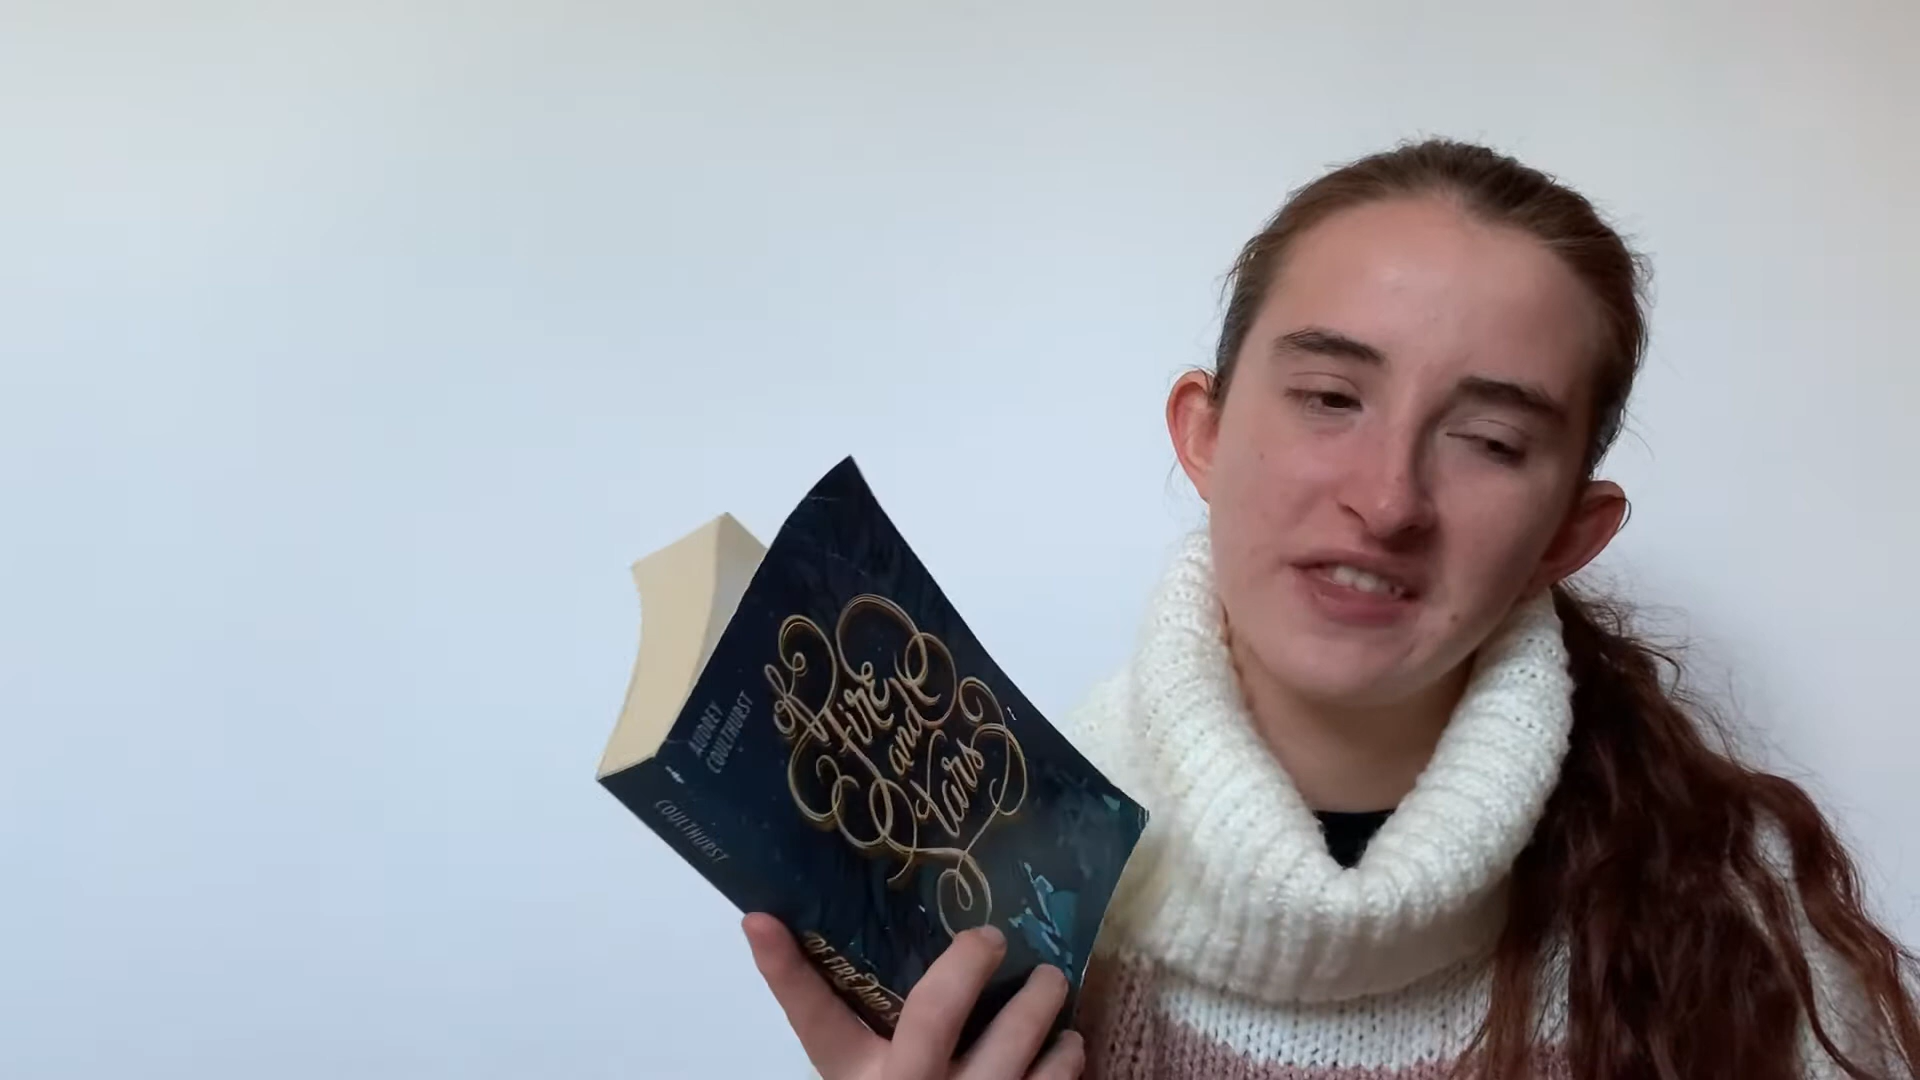 of
Fire
and
Stars
AUDREY
COULTHURST
COULTHURST
OF FIRE AND S